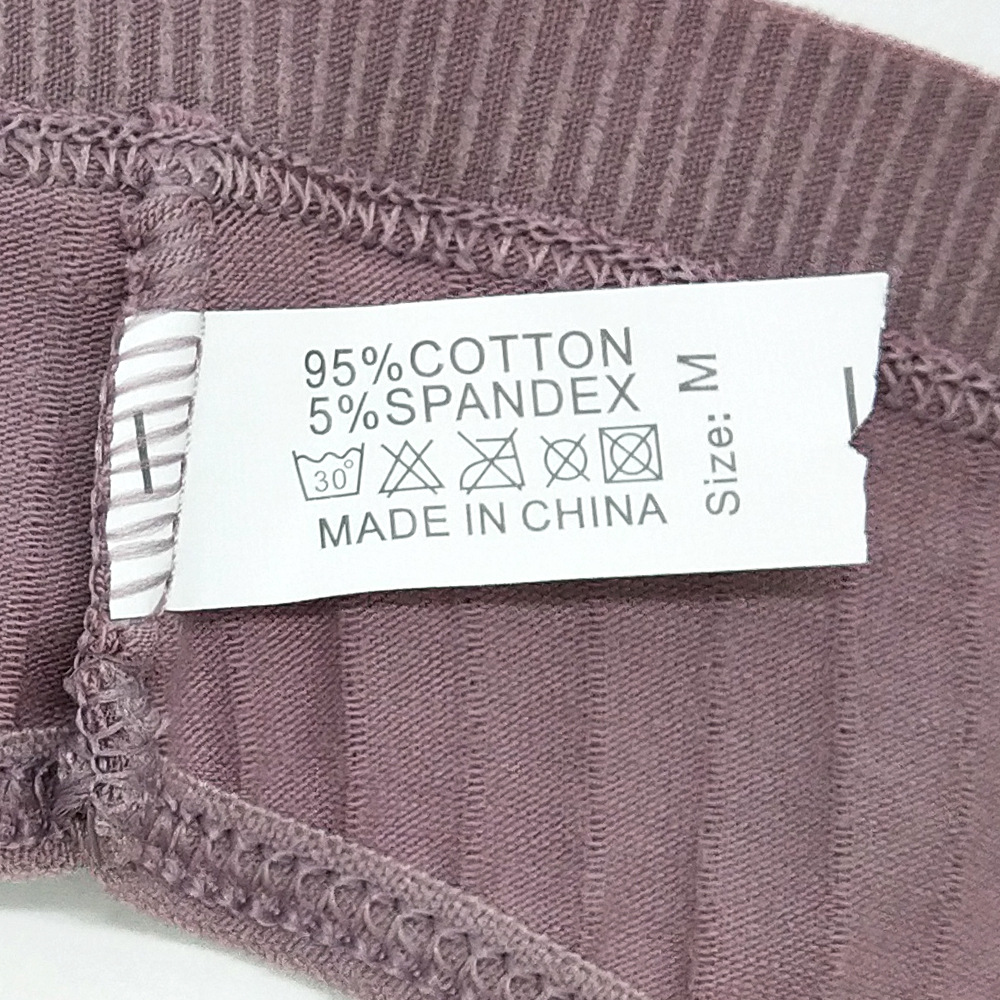 95%COTTON
5%SPANDEX
30°
MADE IN CHINA
Size: M